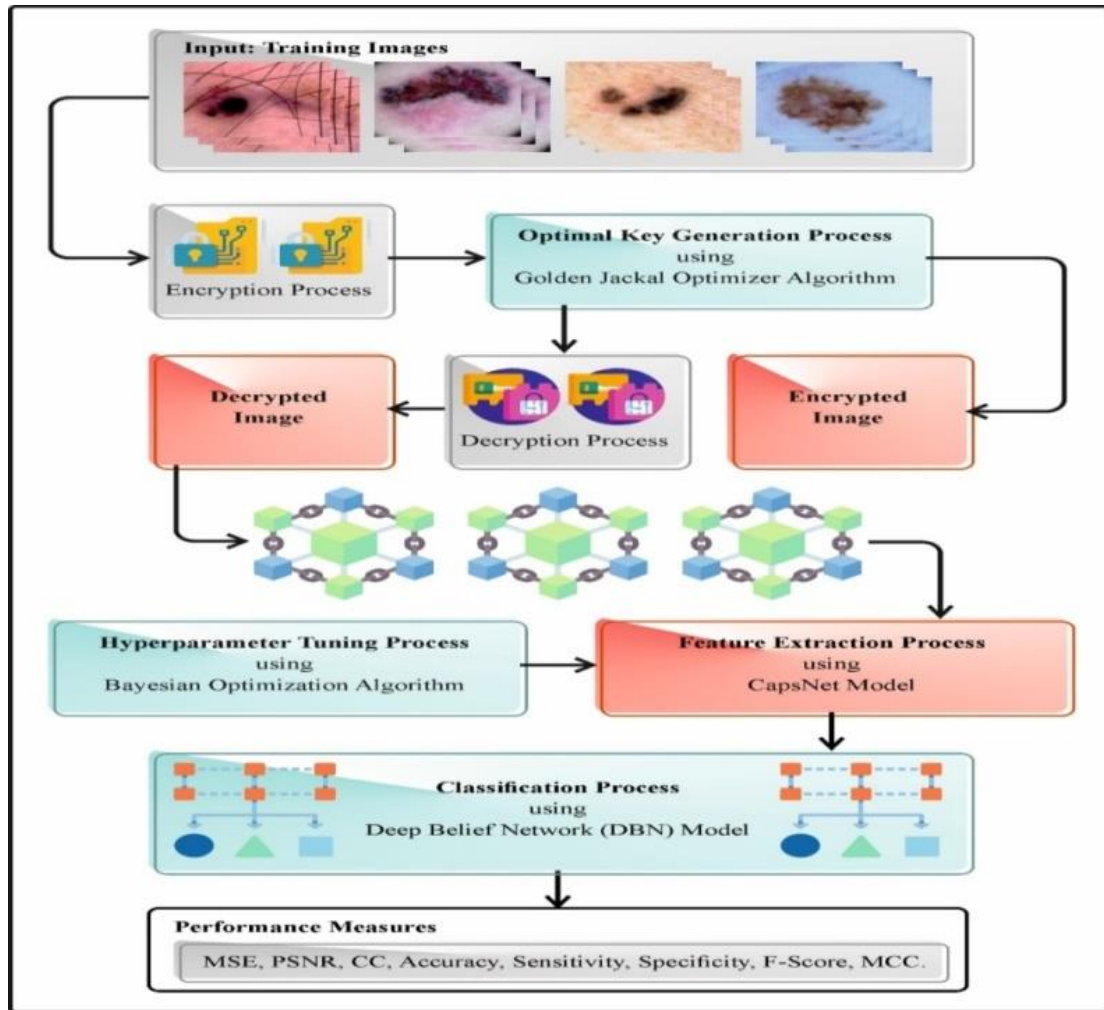 Input: Training Images
Encryption Process
Optimal Key Generation Process
using
Golden Jackal Optimizer Algorithm
Decrypted
Image
Decryption Process
Encrypted
Image
Hyperparameter Tuning Process
using
Bayesian Optimization Algorithm
Feature Extraction Process
using
CapsNet Model
Classification Process
using
Deep Belief Network (DBN) Model
Performance Measures
MSE, PSNR, CC, Accuracy, Sensitivity, Specificity, F-Score, MCC.